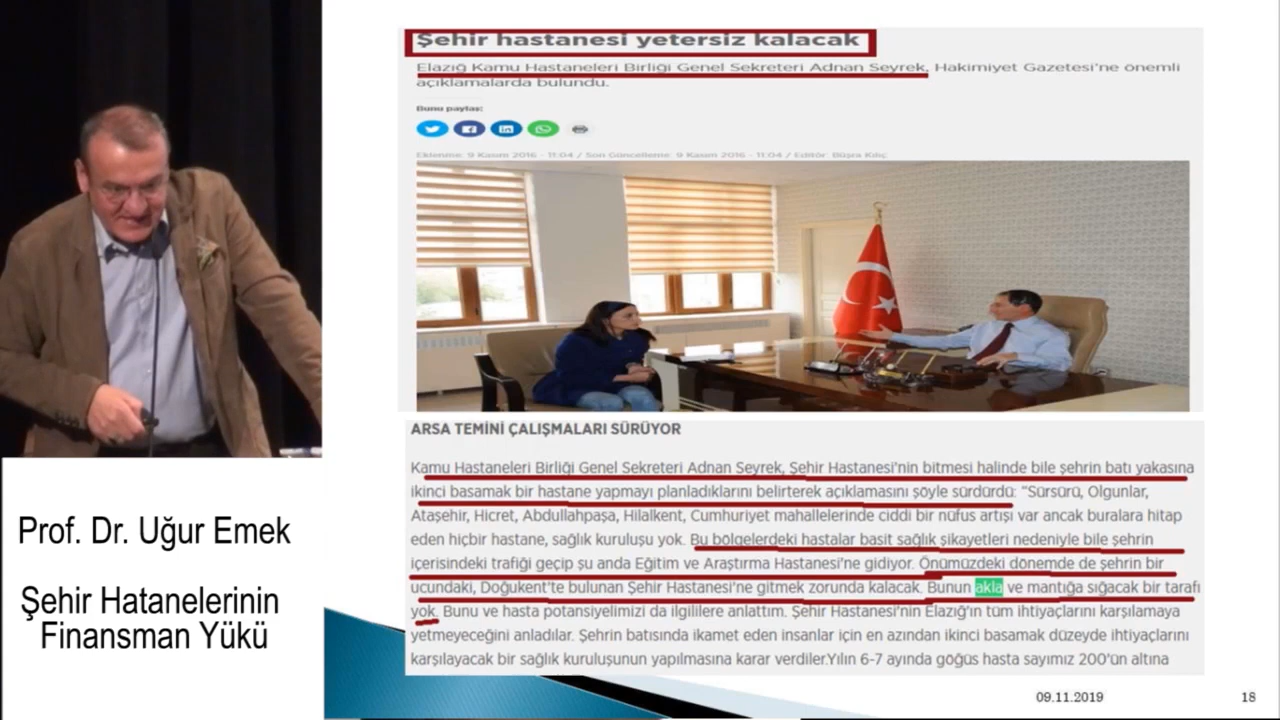 Şehir hastanesi yetersiz kalacak
Elazığ Kamu Hastaneleri Birliği Genel Sekreteri Adnan Seyrek, Hakimiyet Gazetesi'ne önemli
açıklamalarda bulundu.
Bunu paylaş:
Eklenme: 9 Kasım 2016 - 11:04 / Son Güncelleme: 9 Kasım 2016 - 11:04 / Editör: Büşra Kılıç
ARSA TEMİNİ ÇALIŞMALARI SÜRÜYOR
Kamu Hastaneleri Birliği Genel Sekreteri Adnan Seyrek, Şehir Hastanesi'nin bitmesi halinde bile şehrin batı yakasına
ikinci basamak bir hastane yapmayı planladıklarını belirterek açıklamasını şöyle sürdürdü: "Sürsürü, Olgunlar,
Ataşehir, Hicret, Abdullahpaşa, Hilalkent, Cumhuriyet mahallelerinde ciddi bir nüfus artışı var ancak buralara hitap
eden hiçbir hastane, sağlık kuruluşu yok. Bu bölgelerdeki hastalar basit sağlık şikayetleri nedeniyle bile şehrin
içerisindeki trafiği geçip şu anda Eğitim ve Araştırma Hastanesi'ne gidiyor. Önümüzdeki dönemde de şehrin bir
ucundaki, Doğukent'te bulunan Şehir Hastanesi'ne gitmek zorunda kalacak. Bunun akla ve mantığa sığacak bir tarafı
yok. Bunu ve hasta potansiyelimizi da ilgililere anlattım. Şehir Hastanesi'nin Elazığ'ın tüm ihtiyaçlarını karşılamaya
yetmeyeceğini anladılar. Şehrin batısında ikamet eden insanlar için en azından ikinci basamak düzeyde ihtiyaçlarını
karşılayacak bir sağlık kuruluşunun yapılmasına karar verdiler.Yılın 6-7 ayında göğüs hasta sayımız 200'ün altına
Prof. Dr. Uğur Emek
Şehir Hatanelerinin
Finansman Yükü
09.11.2019
18